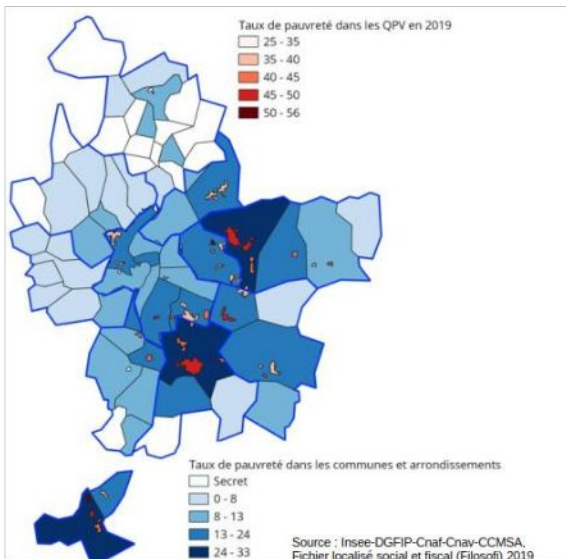 Taux de pauvreté dans les QPV en 2019
25 - 35
35 - 40
40 - 45
45 - 50
50 - 56
Taux de pauvreté dans les communes et arrondissements
Secret
0 - 8
8 - 13
13 - 24
24 - 33
Source : Insee-DGFIP-Cnaf-Cnav-CCMSA,
Fichier localisé social et fiscal (Filosofi) 2019